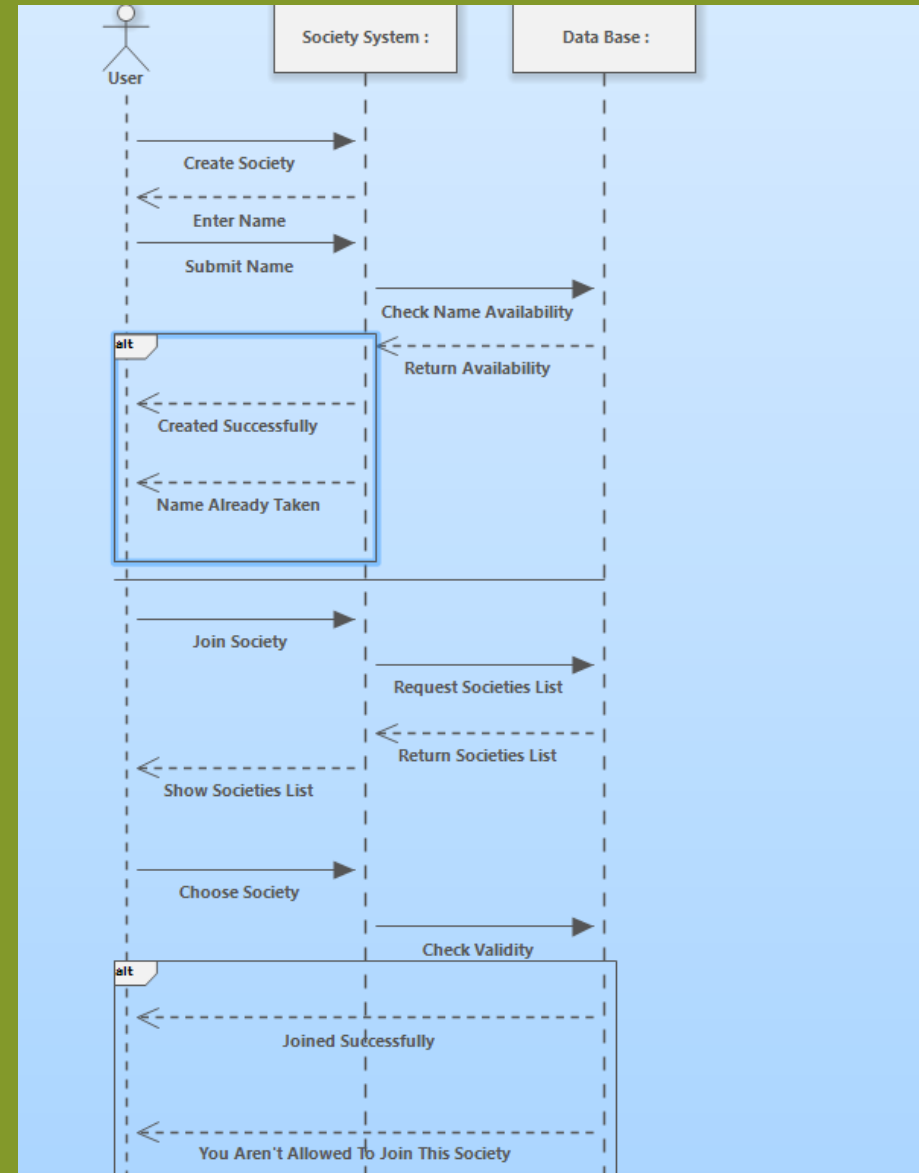 Society System :
Data Base :
User
Create Society
Enter Name
Submit Name
Check Name Availability
alt
Return Availability
Created Successfully
Name Already Taken
Join Society
Request Societies List
Return Societies List
Show Societies List
Choose Society
Check Validity
alt
Joined Successfully
You Aren't Allowed To Join This Society